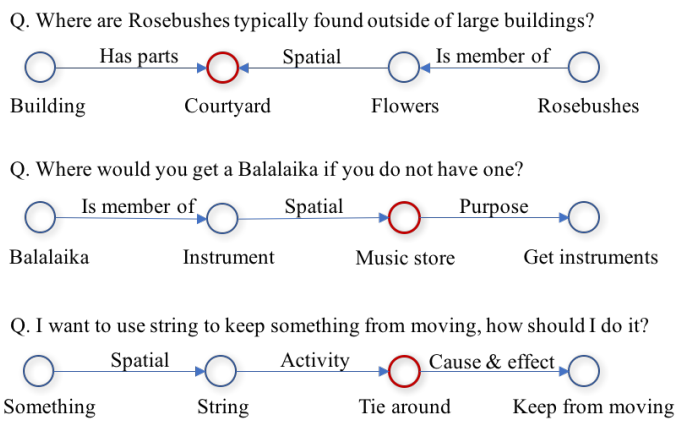 Q. Where are Rosebushes typically found outside of large buildings?
Has parts Spatial Is member of
Building Courtyard Flowers Rosebushes
Q. Where would you get a Balalaika if you do not have one?
Is member of Spatial Purpose
Balalaika Instrument Music store Get instruments
Q. I want to use string to keep something from moving, how should I do it?
Spatial Activity Cause & effect
Something String Tie around Keep from moving